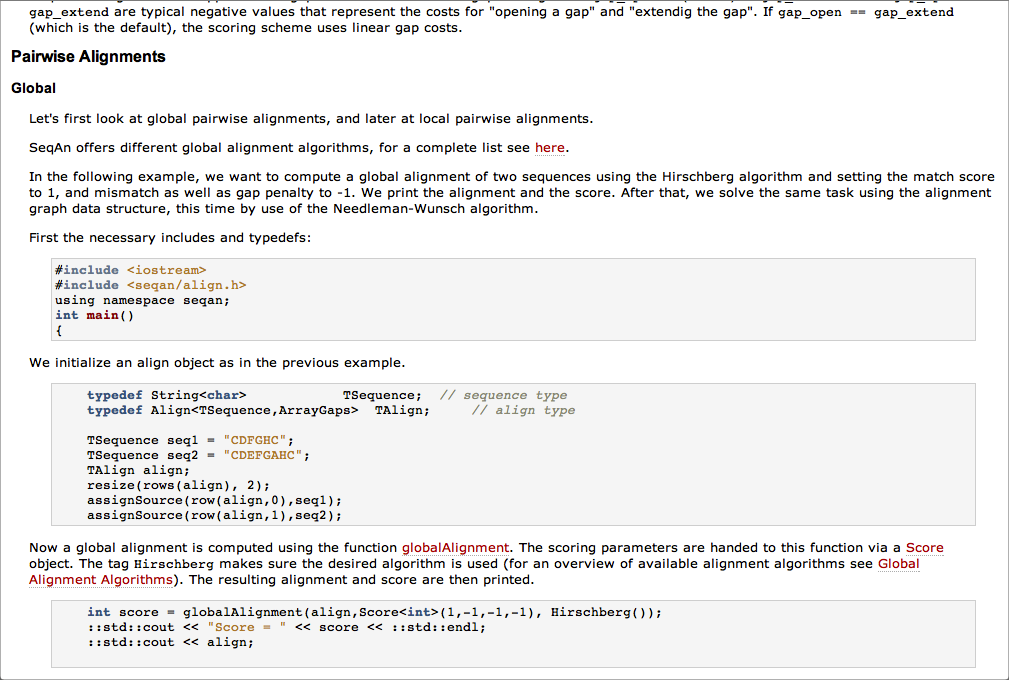 gap_extend are typical negative values that represent the costs for "opening a gap" and "extendig the gap". If gap_open == gap_extend
(which is the default), the scoring scheme uses linear gap costs.
Pairwise Alignments
Global
Let's first look at global pairwise alignments, and later at local pairwise alignments.
SeqAn offers different global alignment algorithms, for a complete list see here.
In the following example, we want to compute a global alignment of two sequences using the Hirschberg algorithm and setting the match score
to 1, and mismatch as well as gap penalty to -1. We print the alignment and the score. After that, we solve the same task using the alignment
graph data structure, this time by use of the Needleman-Wunsch algorithm.
First the necessary includes and typedefs:
#include <iostream>
#include <seqan/align.h>
using namespace seqan;
int main()
{
We initialize an align object as in the previous example.
typedef String<char>            TSequence;  // sequence type
typedef Align<TSequence,ArrayGaps>  TAlign;     // align type
TSequence seq1 = "CDFGHC";
TSequence seq2 = "CDEFGAHC";
TAlign align;
resize(rows(align), 2);
assignSource(row(align,0),seq1);
assignSource(row(align,1),seq2);
Now a global alignment is computed using the function globalAlignment. The scoring parameters are handed to this function via a Score
object. The tag Hirschberg makes sure the desired algorithm is used (for an overview of available alignment algorithms see Global
Alignment Algorithms). The resulting alignment and score are then printed.
int score = globalAlignment(align,Score<int>(1,-1,-1,-1), Hirschberg());
::std::cout << "Score = " << score << ::std::endl;
::std::cout << align;